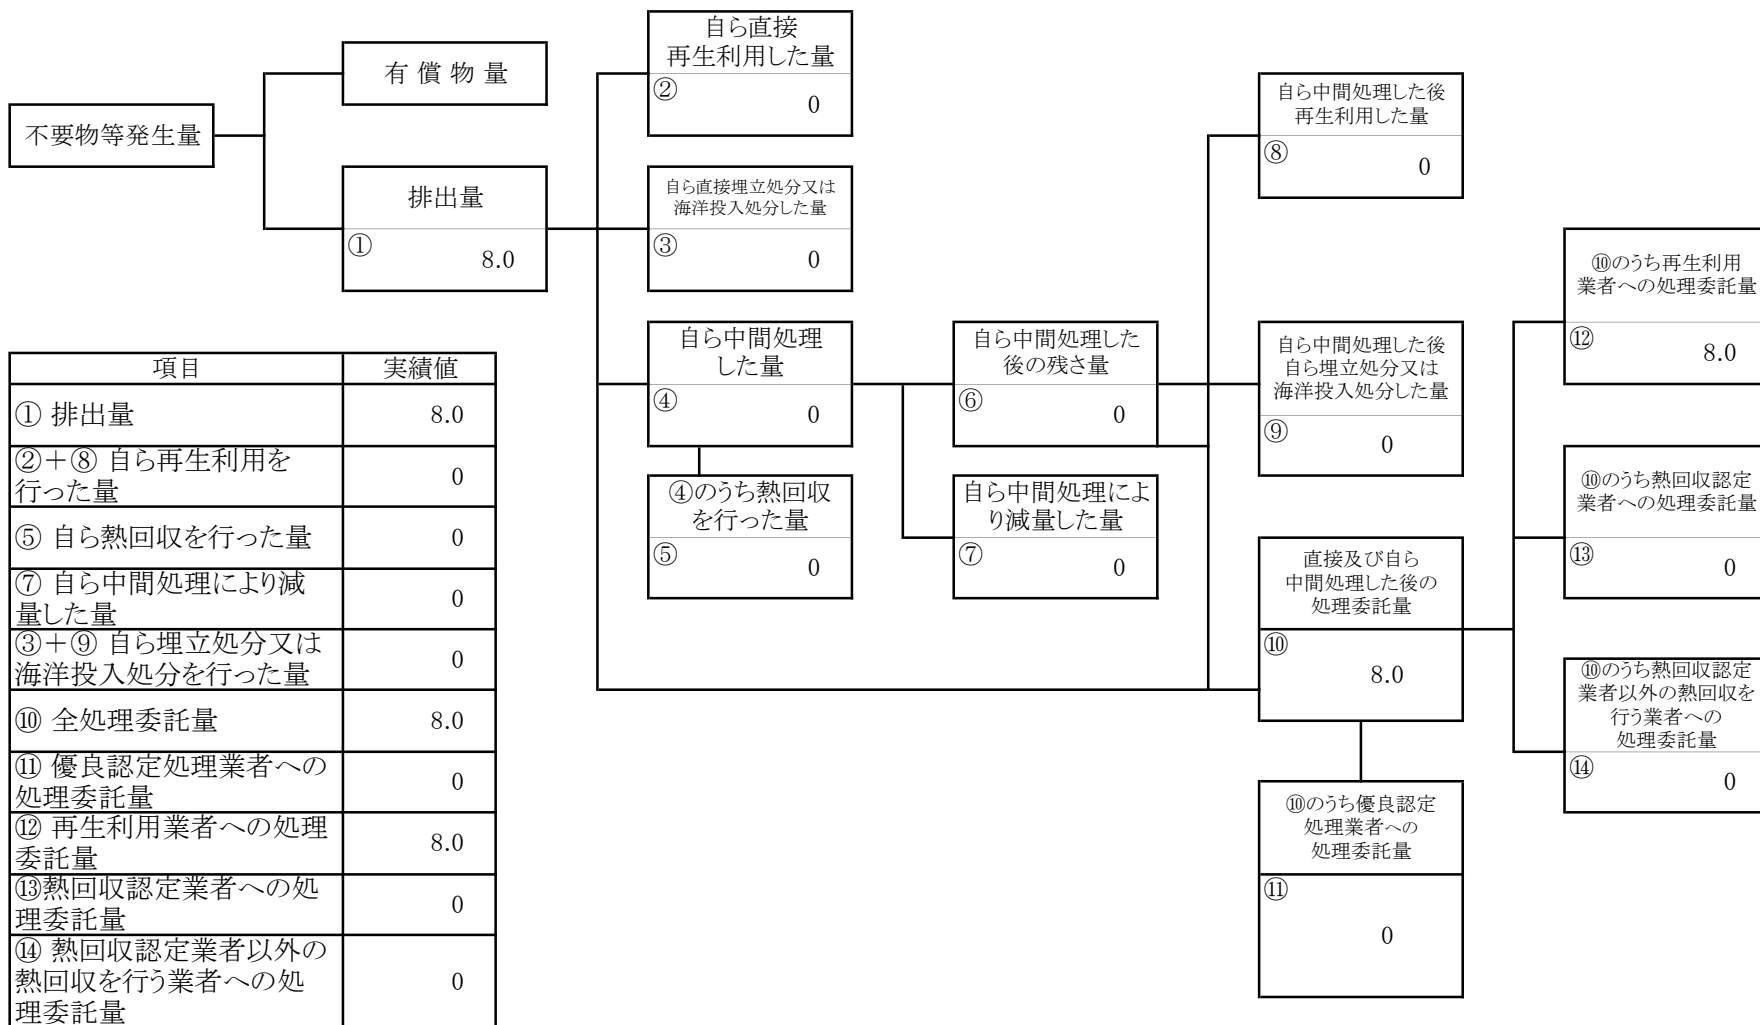 不要物等発生量
有 償 物 量
排出量
①
8.0
自ら直接
再生利用した量
②
0
自ら直接埋立処分又は
海洋投入処分した量
③
0
自ら中間処理
した量
④
0
④のうち熱回収
を行った量
⑤
0
自ら中間処理した
後の残さ量
⑥
0
自ら中間処理によ
り減量した量
⑦
0
自ら中間処理した後
再生利用した量
⑧
0
自ら中間処理した後
自ら埋立処分又は
海洋投入処分した量
⑨
0
直接及び自ら
中間処理した後の
処理委託量
⑩
8.0
⑩のうち優良認定
処理業者への
処理委託量
⑪
0
⑩のうち再生利用
業者への処理委託量
⑫
8.0
⑩のうち熱回収認定
業者への処理委託量
⑬
0
⑩のうち熱回収認定
業者以外の熱回収を
行う業者への
処理委託量
⑭
0
項目 実績値
① 排出量 8.0
②＋⑧ 自ら再生利用を
行った量 0
⑤ 自ら熱回収を行った量 0
⑦ 自ら中間処理により減
量した量 0
③＋⑨ 自ら埋立処分又は
海洋投入処分を行った量 0
⑩ 全処理委託量 8.0
⑪ 優良認定処理業者への
処理委託量 0
⑫ 再生利用業者への処理
委託量 8.0
⑬熱回収認定業者への処
理委託量 0
⑭ 熱回収認定業者以外の
熱回収を行う業者への処
理委託量 0